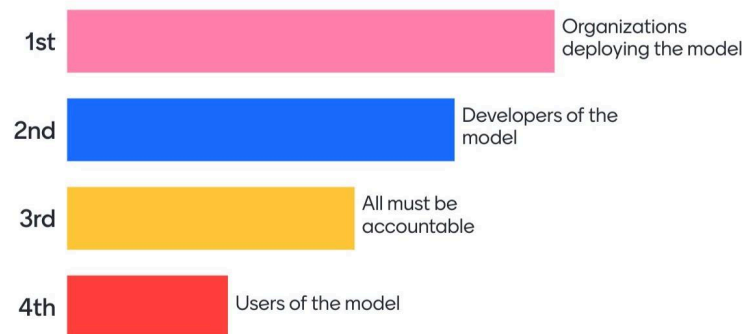 1st
Organizations
deploying the model
2nd
Developers of the
model
3rd
All must be
accountable
4th
Users of the model